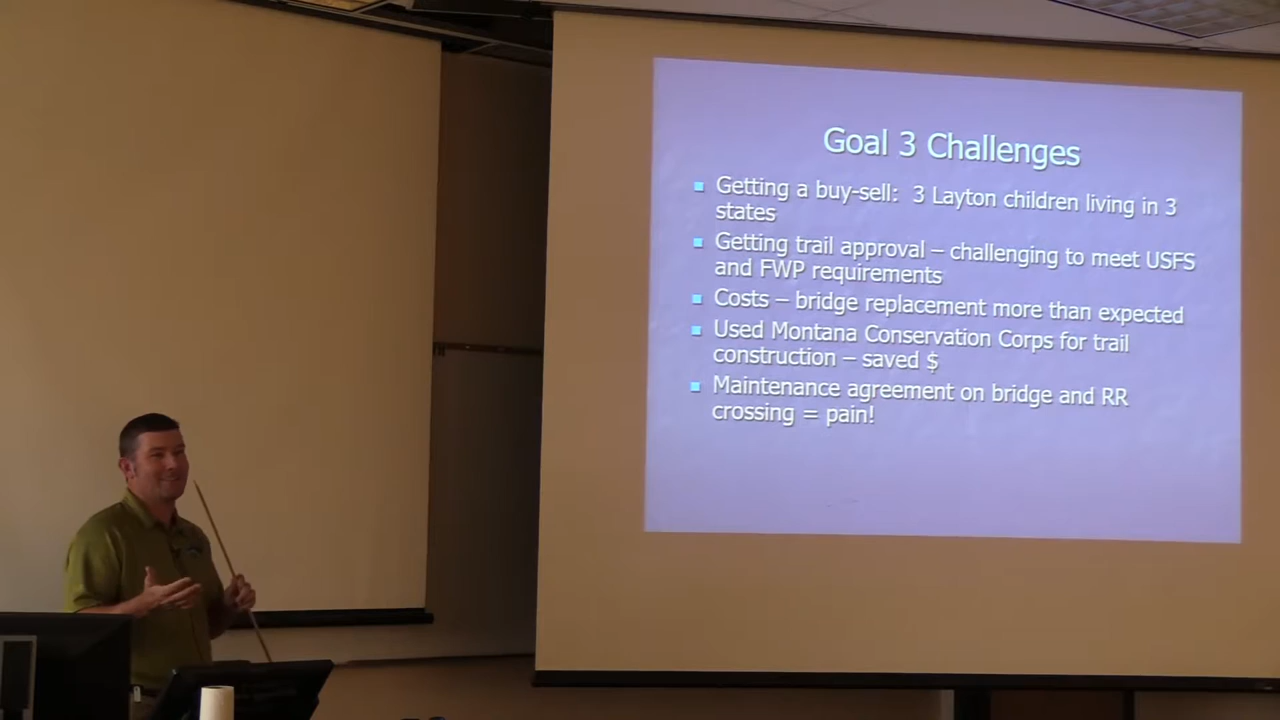 Goal 3 Challenges
Getting a buy-sell: 3 Layton children living in 3
states
Getting trail approval – challenging to meet USFS
and FWP requirements
Costs – bridge replacement more than expected
Used Montana Conservation Corps for trail
construction – saved $
Maintenance agreement on bridge and RR
crossing = pain!